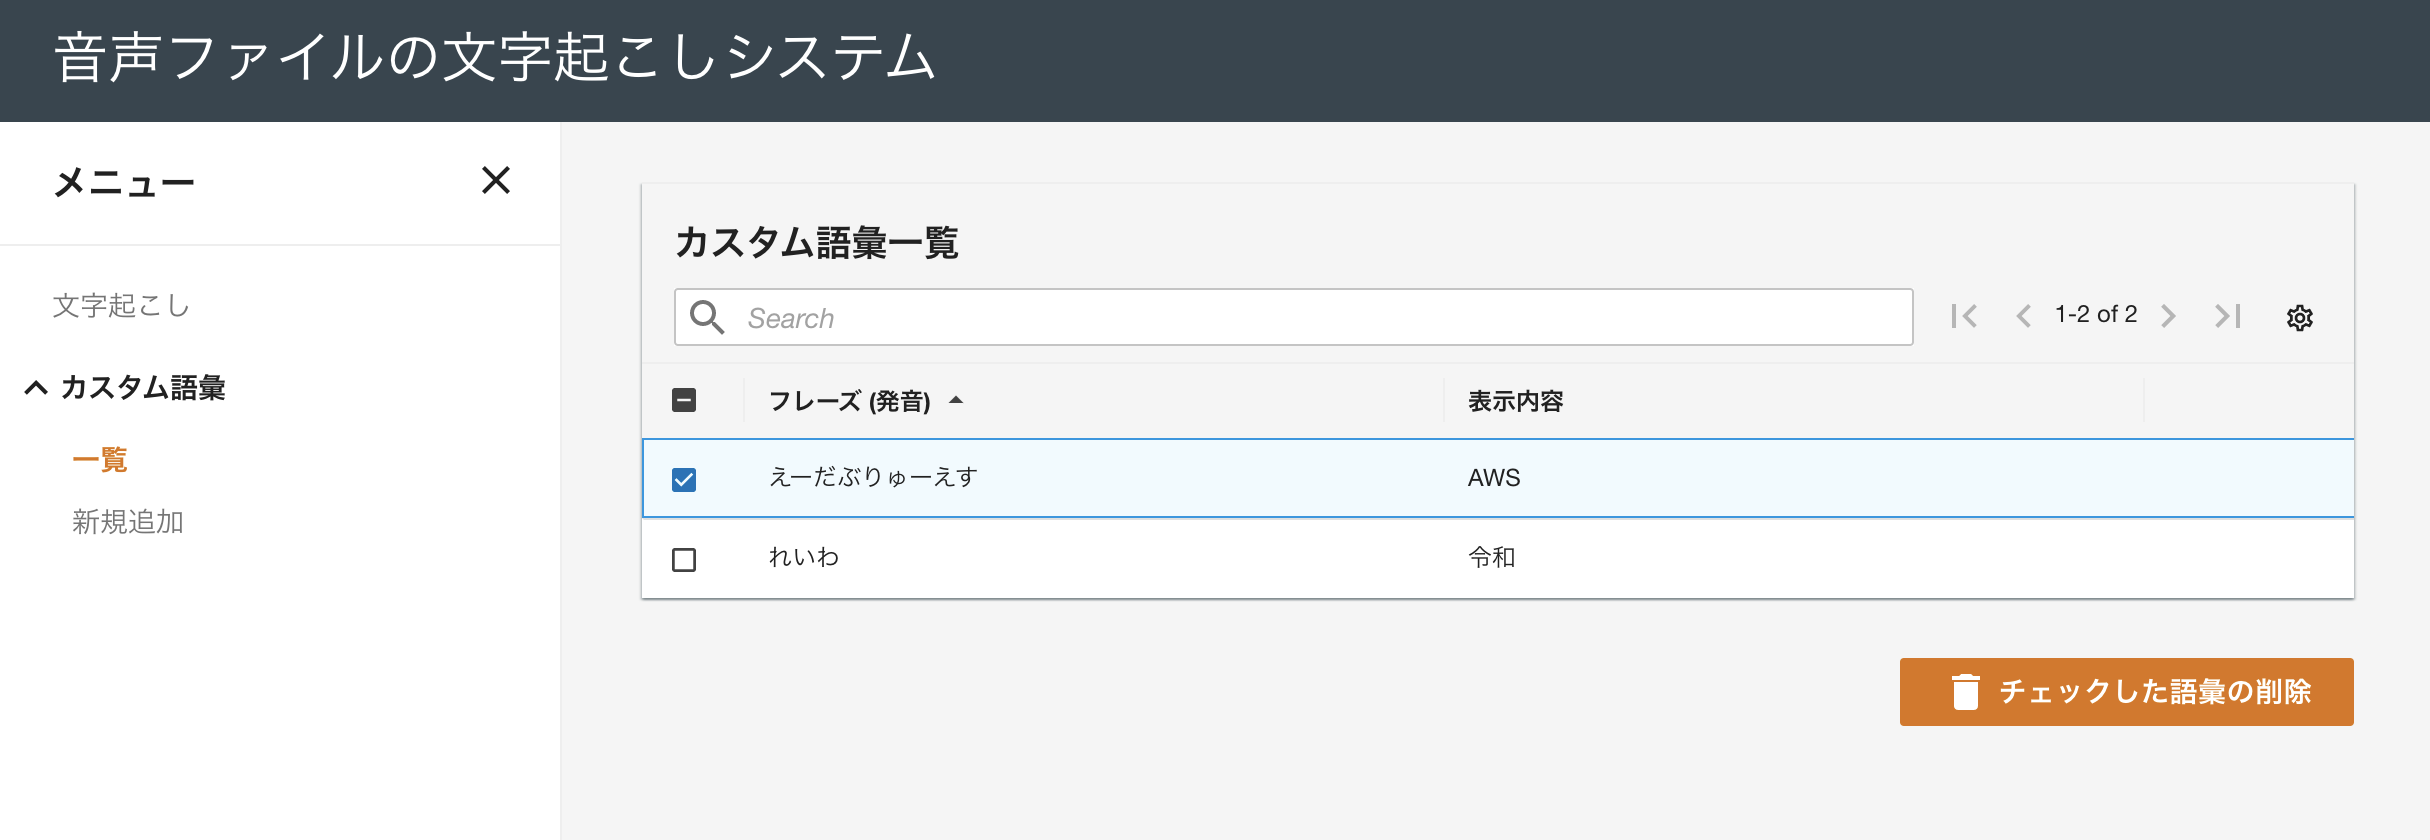 音声ファイルの文字起こしシステム
メニュー
文字起こし
カスタム語彙
一覧
新規追加
カスタム語彙一覧
Search
1-2 of 2
フレーズ (発音) 表示内容
えーだぶりゅーえす AWS
れいわ 令和
チェックした語彙の削除